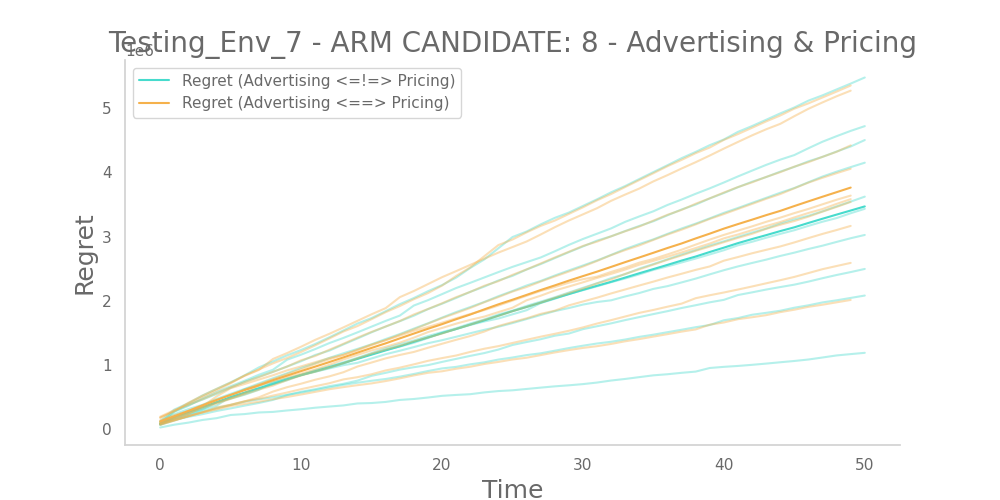 Testing_Env_7 - ARM CANDIDATE: 8 - Advertising & Pricing
1e6
Regret (Advertising <=!=> Pricing)
Regret (Advertising <==> Pricing)
5
4
3
2
1
0
Regret
0 10 20 30 40 50
Time